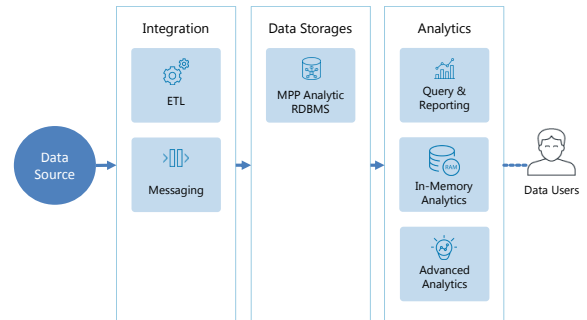 Integration
Data Storages
Analytics
ETL
MPP Analytic
RDBMS
Query &
Reporting
Data
Source
Messaging
RAM
In-Memory
Analytics
Data Users
Advanced
Analytics